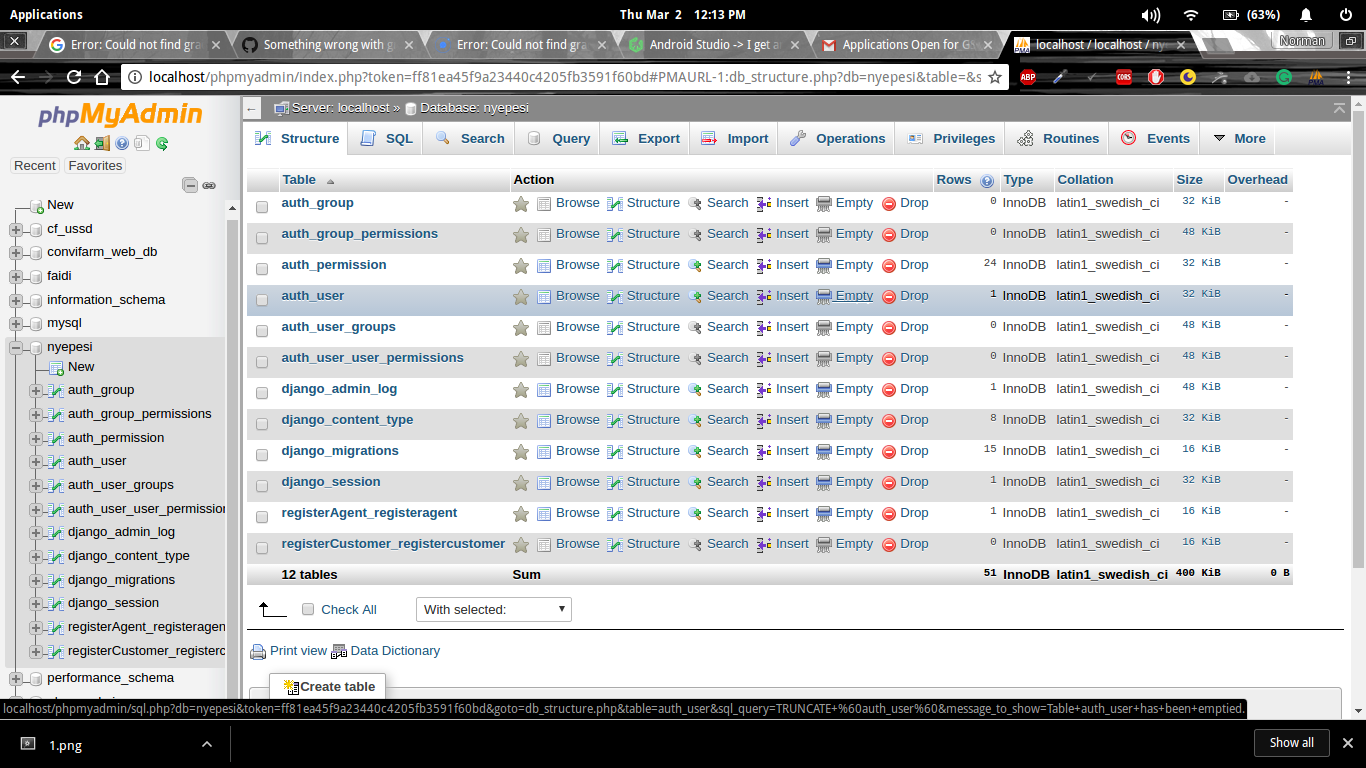 Applications
Thu Mar 2 12:13 PM
(63%)
Error: Could not find gra
Something wrong with g
Error: Could not find gra
Android Studio -> I get a
Applications Open for GS
localhost / localhost / nye
Norman
localhost/phpmyadmin/index.php?token=ff81ea45f9a23440c4205fb3591f60bd#PMAURL-1:db_structure.php?db=nyepesi&table=&s
ABP
CORS
phpMyAdmin
Recent
Favorites
New
cf_ussd
convifarm_web_db
faidi
information_schema
mysql
nyepesi
New
auth_group
auth_group_permissions
auth_permission
auth_user
auth_user_groups
auth_user_user_permission
django_admin_log
django_content_type
django_migrations
django_session
registerAgent_registeragen
registerCustomer_registerc
performance_schema
Server: localhost » Database: nyepesi
Structure SQL Search Query Export Import Operations Privileges Routines Events More
Table Action Rows Type Collation Size Overhead
auth_group Browse Structure Search Insert Empty Drop 0 InnoDB latin1_swedish_ci 32 KiB -
auth_group_permissions Browse Structure Search Insert Empty Drop 0 InnoDB latin1_swedish_ci 48 KiB -
auth_permission Browse Structure Search Insert Empty Drop 24 InnoDB latin1_swedish_ci 32 KiB -
auth_user Browse Structure Search Insert Empty Drop 1 InnoDB latin1_swedish_ci 32 KiB -
auth_user_groups Browse Structure Search Insert Empty Drop 0 InnoDB latin1_swedish_ci 48 KiB -
auth_user_user_permissions Browse Structure Search Insert Empty Drop 0 InnoDB latin1_swedish_ci 48 KiB -
django_admin_log Browse Structure Search Insert Empty Drop 1 InnoDB latin1_swedish_ci 48 KiB -
django_content_type Browse Structure Search Insert Empty Drop 8 InnoDB latin1_swedish_ci 32 KiB -
django_migrations Browse Structure Search Insert Empty Drop 15 InnoDB latin1_swedish_ci 16 KiB -
django_session Browse Structure Search Insert Empty Drop 1 InnoDB latin1_swedish_ci 32 KiB -
registerAgent_registeragent Browse Structure Search Insert Empty Drop 1 InnoDB latin1_swedish_ci 16 KiB -
registerCustomer_registercustomer Browse Structure Search Insert Empty Drop 0 InnoDB latin1_swedish_ci 16 KiB -
12 tables Sum 51 InnoDB latin1_swedish_ci 400 KiB 0 B
Check All With selected:
Print view Data Dictionary
Create table
localhost/phpmyadmin/sql.php?db=nyepesi&token=ff81ea45f9a23440c4205fb3591f60bd&goto=db_structure.php&table=auth_user&sql_query=TRUNCATE+%60auth_user%60&message_to_show=Table+auth_user+has+been+emptied.
1.png
Show all